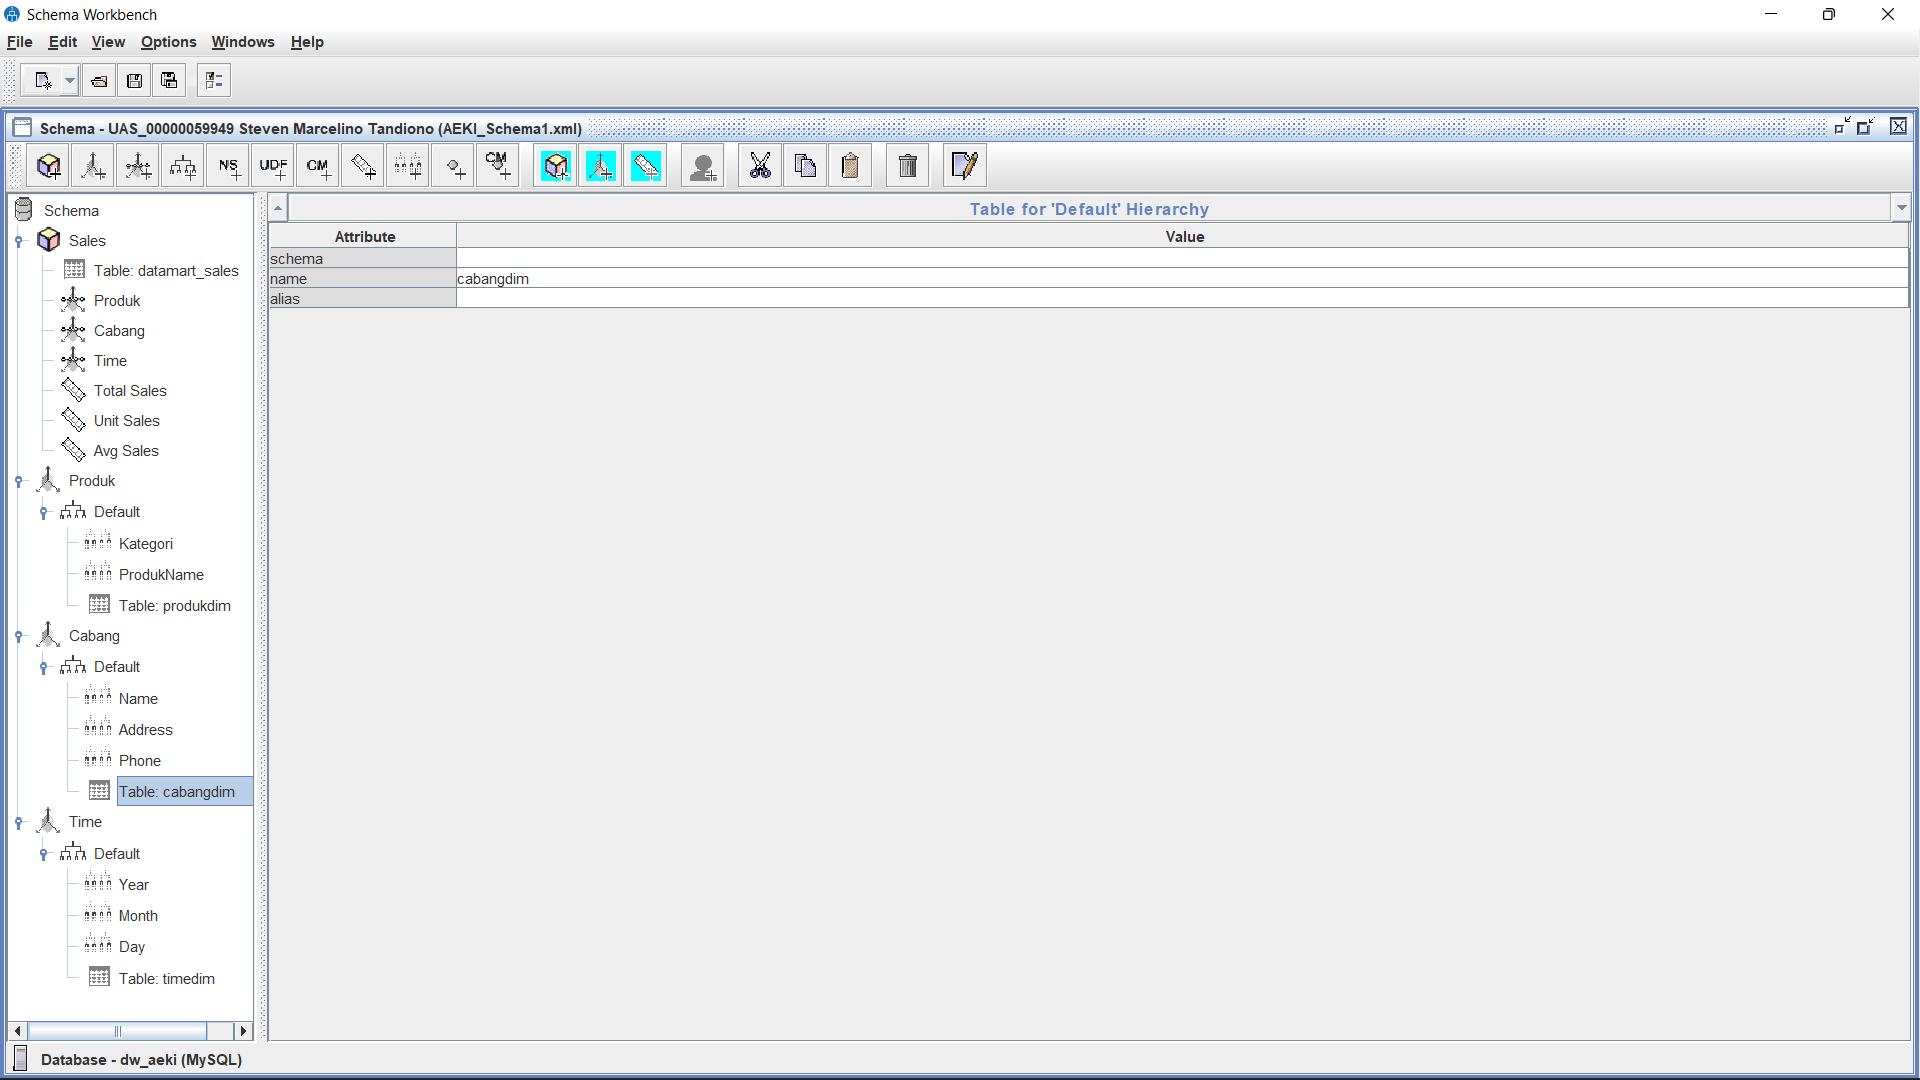 Schema Workbench
File Edit View Options Windows Help
Schema - UAS_00000059949 Steven Marcelino Tandiono (AEKI_Schema1.xml)
NS UDF CM CM
Schema
Sales
Table: datamart_sales
Produk
Cabang
Time
Total Sales
Unit Sales
Avg Sales
Produk
Default
Kategori
ProdukName
Table: produkdim
Cabang
Default
Name
Address
Phone
Table: cabangdim
Time
Default
Year
Month
Day
Table: timedim
Table for 'Default' Hierarchy
Attribute Value
schema
name cabangdim
alias
Database - dw_aeki (MySQL)